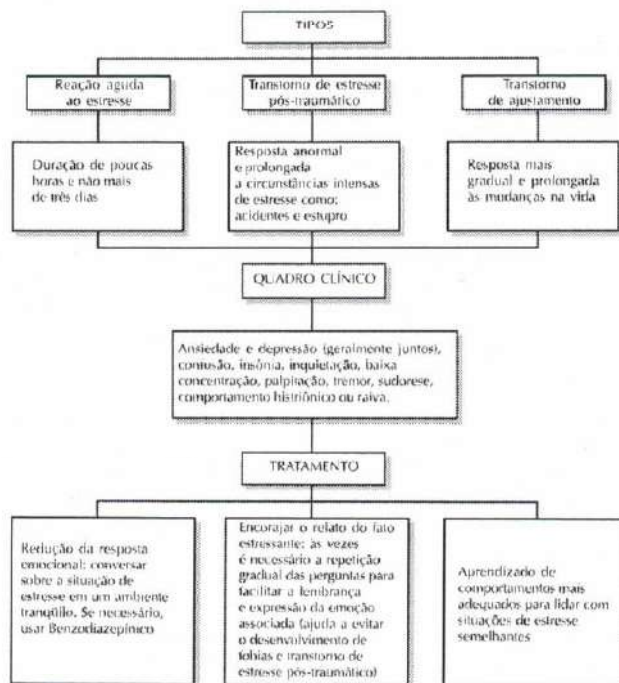 TIPOS
Reação aguda
ao estresse
Transtorno de estresse
pós-traumático
Transtorno
de ajustamento
Duração de poucas
horas e não mais
de três dias
Resposta anormal
e prolongada
a circunstâncias intensas
de estresse como:
acidentes e estupro
Resposta mais
gradual e prolongada
às mudanças na vida
QUADRO CLÍNICO
Ansiedade e depressão (geralmente juntos),
confusão, insônia, inquietação, baixa
concentração, palpitação, tremor, sudorese,
comportamento histriônico ou raiva.
TRATAMENTO
Redução da resposta
emocional: conversar
sobre a situação de
estresse em um ambiente
tranqüilo. Se necessário,
usar Benzodiazepínico
Encorajar o relato do fato
estressante: às vezes
é necessário a repetição
gradual das perguntas para
facilitar a lembrança
e expressão da emoção
associada (ajuda a evitar
o desenvolvimento de
fobias e transtorno de
estresse pós-traumático)
Aprendizado de
comportamentos mais
adequados para lidar com
situações de estresse
semelhantes